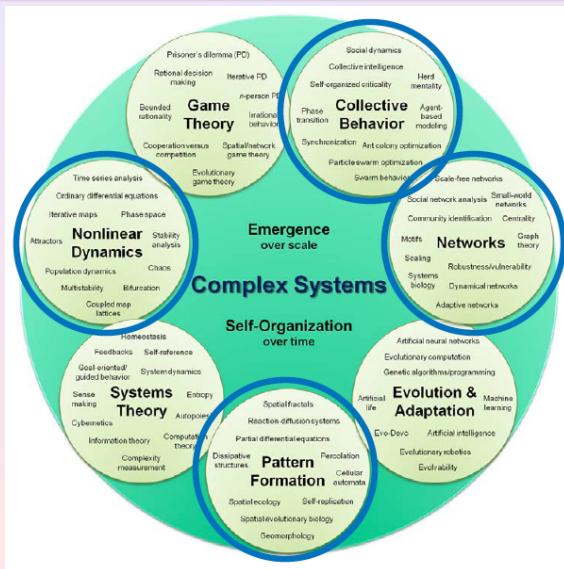 Prisoner's dilemma (PD)
Rational decision
making
Iterative PD
n-person PD
Bounded
rationality
Game
Theory
Irrational
behavior
Cooperation versus
competition
Spatial/network
game theory
Evolutionary
game theory
Social dynamics
Collective intelligence
Herd
mentality
Self-organized criticality
Phase
transition
Collective
Behavior
Agent-
based
modeling
Synchronization
Ant colony optimization
Particle swarm optimization
Swarm behavior
Time series analysis
Ordinary differential equations
Iterative maps
Phase space
Attractors
Nonlinear
Dynamics
Stability
analysis
Population dynamics
Chaos
Multistability
Bifurcation
Coupled map
lattices
Emergence
over scale
Complex Systems
Self-Organization
over time
Scale-free networks
Social network analysis
Small-world
networks
Community identification
Centrality
Motifs
Networks
Graph
theory
Scaling
Systems
biology
Robustness/vulnerability
Dynamical networks
Adaptive networks
Homeostasis
Feedbacks
Self-reference
Goal-oriented/
guided behavior
System dynamics
Sense
making
Systems
Theory
Entropy
Cybernetics
Autopoies
Information theory
Computation
theory
Complexity
measurement
Spatial fractals
Reaction-diffusion systems
Partial differential equations
Dissipative
structures
Pattern
Formation
Percolation
Cellular
automata
Spatial ecology
Self-replication
Spatial evolutionary biology
Geomorphology
Artificial neural networks
Evolutionary computation
Genetic algorithms/programming
Artificial
life
Evolution &
Adaptation
Machine
learning
Evo-Devo
Artificial intelligence
Evolutionary robotics
Evolvability